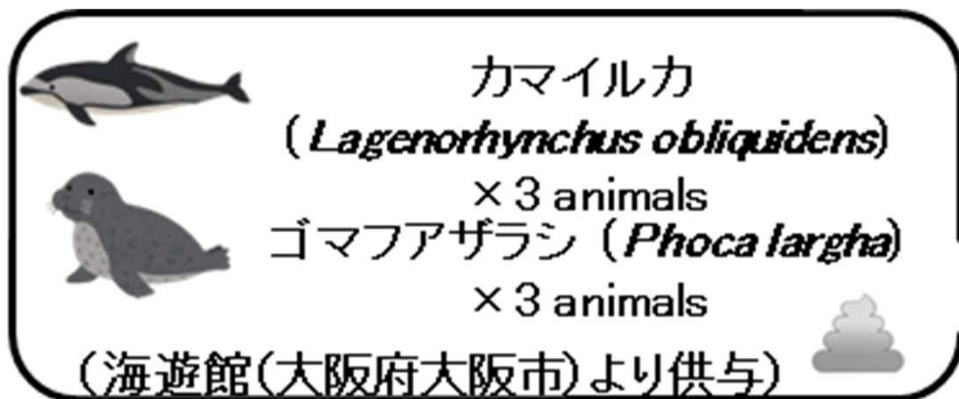 カマイルカ
(Lagenorhynchus obliquidens)
×3 animals
ゴマフアザラシ (Phoca largha)
×3 animals
(海遊館(大阪府大阪市)より供与)